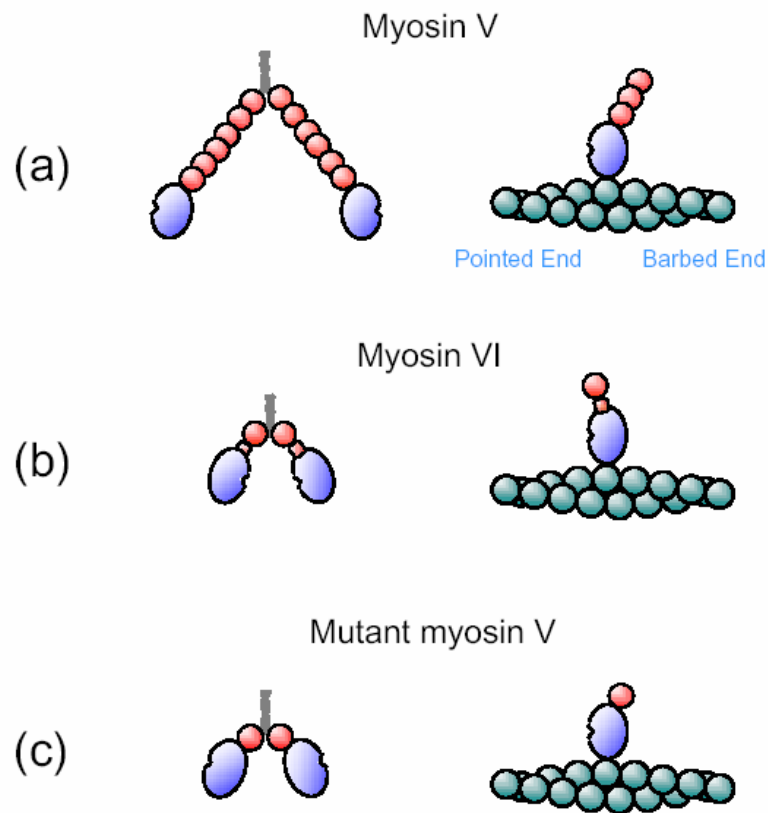 Myosin V
(a)
Pointed End Barbed End
Myosin VI
(b)
Mutant myosin V
(c)